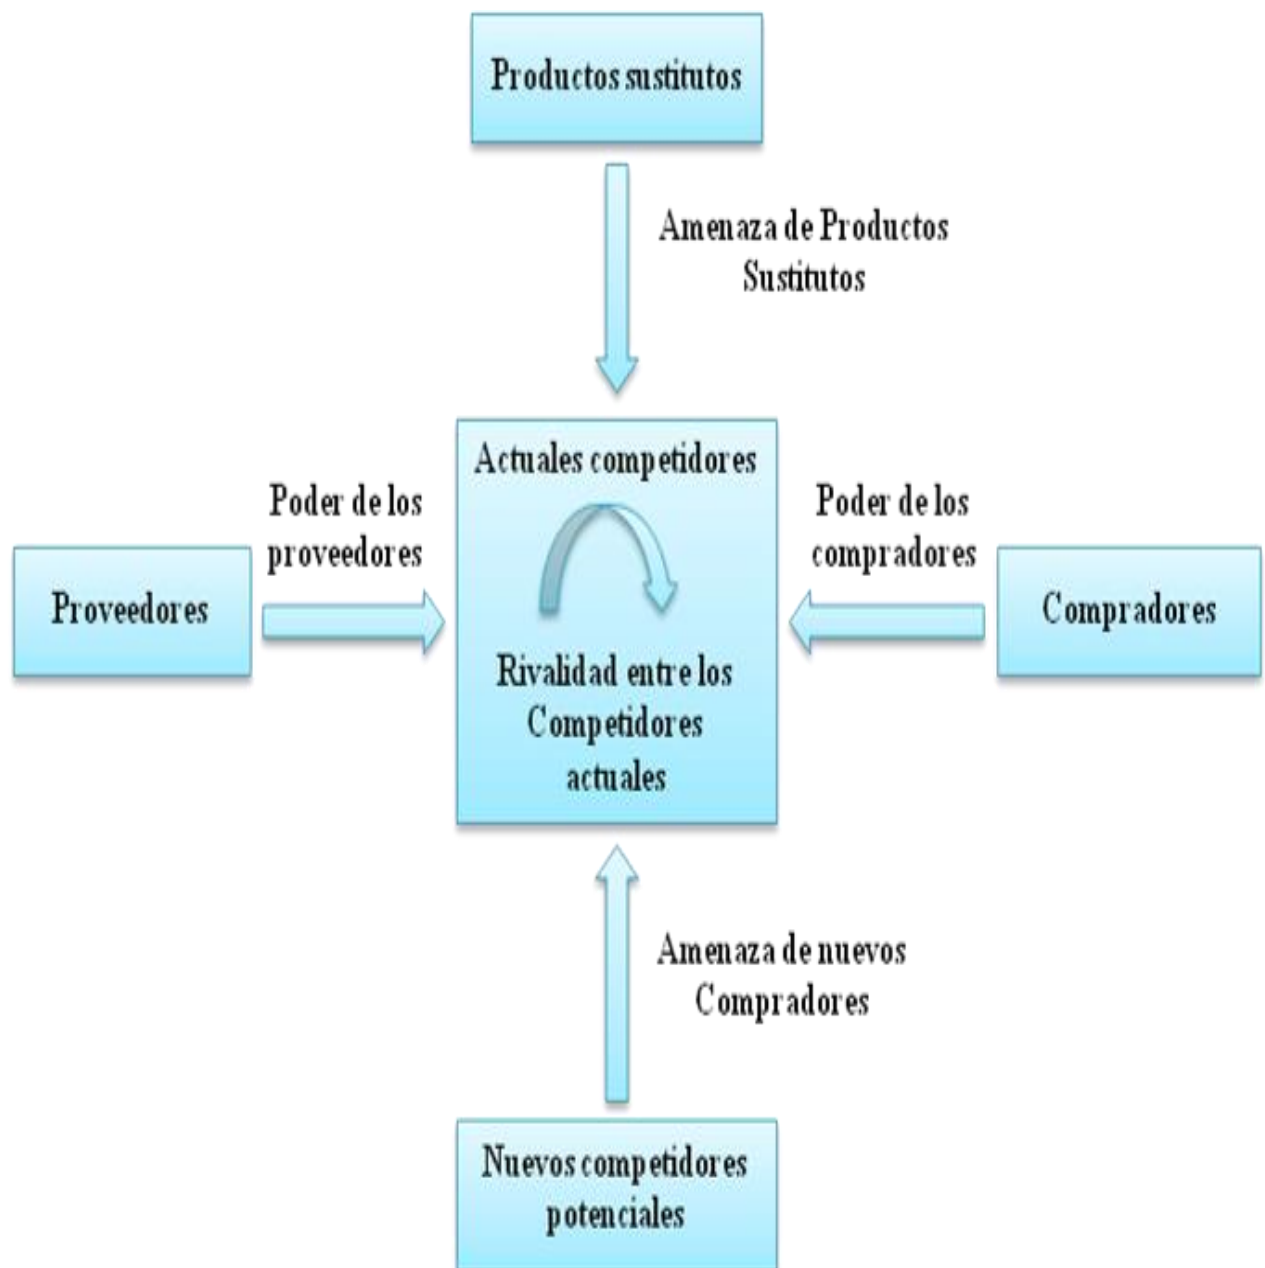 Productos sustitutos
Amenaza de Productos
Sustitutos
Actuales competidores
Poder de los
proveedores
Poder de los
compradores
Proveedores
Compradores
Rivalidad entre los
Competidores
actuales
Amenaza de nuevos
Compradores
Nuevos competidores
potenciales